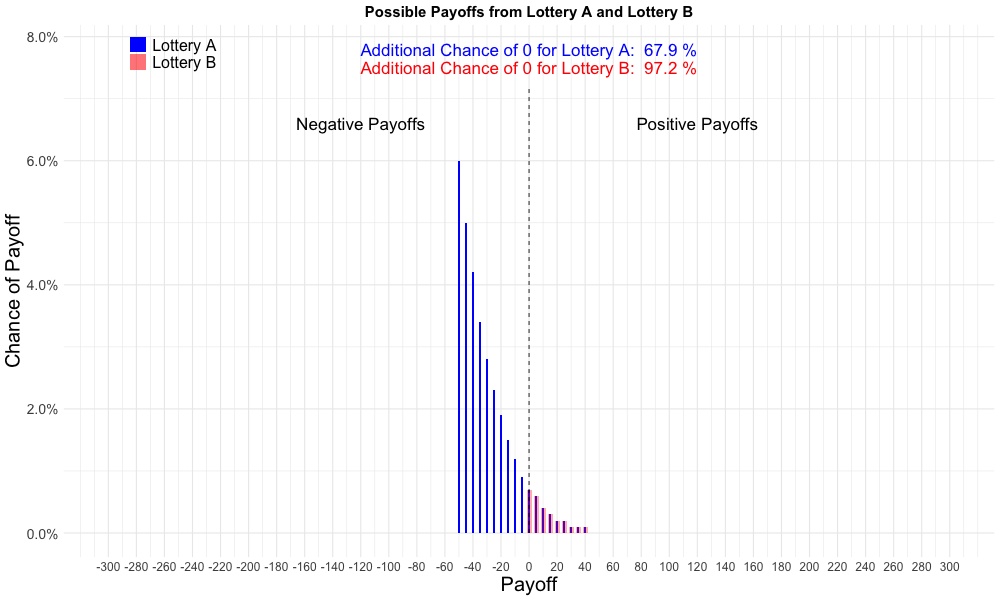 Possible Payoffs from Lottery A and Lottery B
8.0%
Lottery A
Lottery B
Additional Chance of 0 for Lottery A:  67.9 %
Additional Chance of 0 for Lottery B:  97.2 %
Negative Payoffs
Positive Payoffs
6.0%
Chance of Payoff
4.0%
2.0%
0.0%
-300 -280 -260 -240 -220 -200 -180 -160 -140 -120 -100 -80 -60 -40 -20 0 20 40 60 80 100 120 140 160 180 200 220 240 260 280 300
Payoff